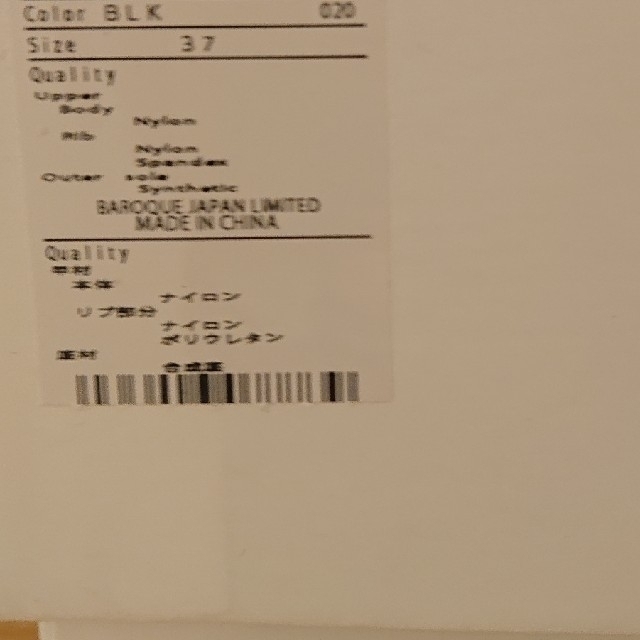 Color BLK 020
Size 37
Quality
Upper
Body
Nylon
Rib
Nylon
Spandex
Outer sole
Synthetic
BAROQUE JAPAN LIMITED
MADE IN CHINA
Quality
甲材
本体
ナイロン
リブ部分
ナイロン
ポリウレタン
底材
合成底